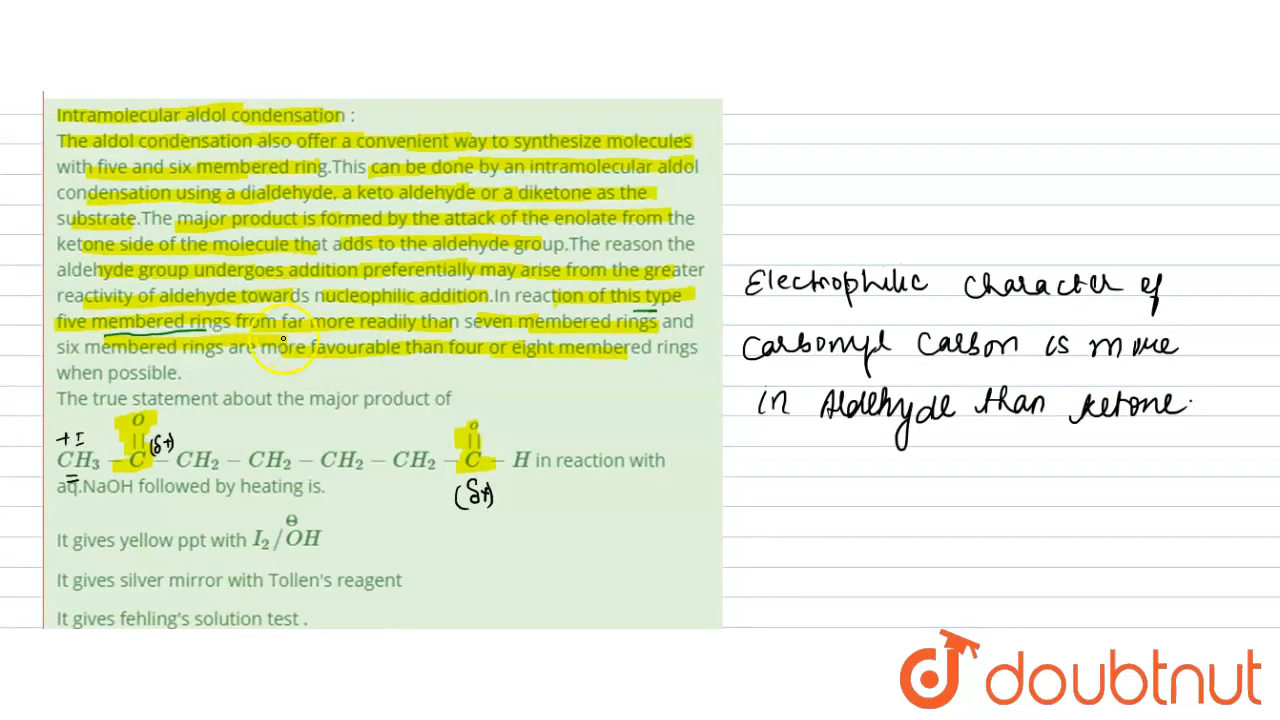 Intramolecular aldol condensation :
The aldol condensation also offer a convenient way to synthesize molecules
with five and six membered ring.This can be done by an intramolecular aldol
condensation using a dialdehyde, a keto aldehyde or a diketone as the
substrate.The major product is formed by the attack of the enolate from the
ketone side of the molecule that adds to the aldehyde group.The reason the
aldehyde group undergoes addition preferentially may arise from the greater
reactivity of aldehyde towards nucleophilic addition.In reaction of this type
five membered rings from far more readily than seven membered rings and
six membered rings are more favourable than four or eight membered rings
when possible.
The true statement about the major product of
O O
+I || (δ+) ||
CH3 − C − CH2 − CH2 − CH2 − CH2 − C − H in reaction with
aq.NaOH followed by heating is.
(δ+)
It gives yellow ppt with I2/OHΘ
It gives silver mirror with Tollen's reagent
It gives fehling's solution test .
Electrophilic character of
carbonyl carbon is more
in Aldehyde than ketone.
doubtnut